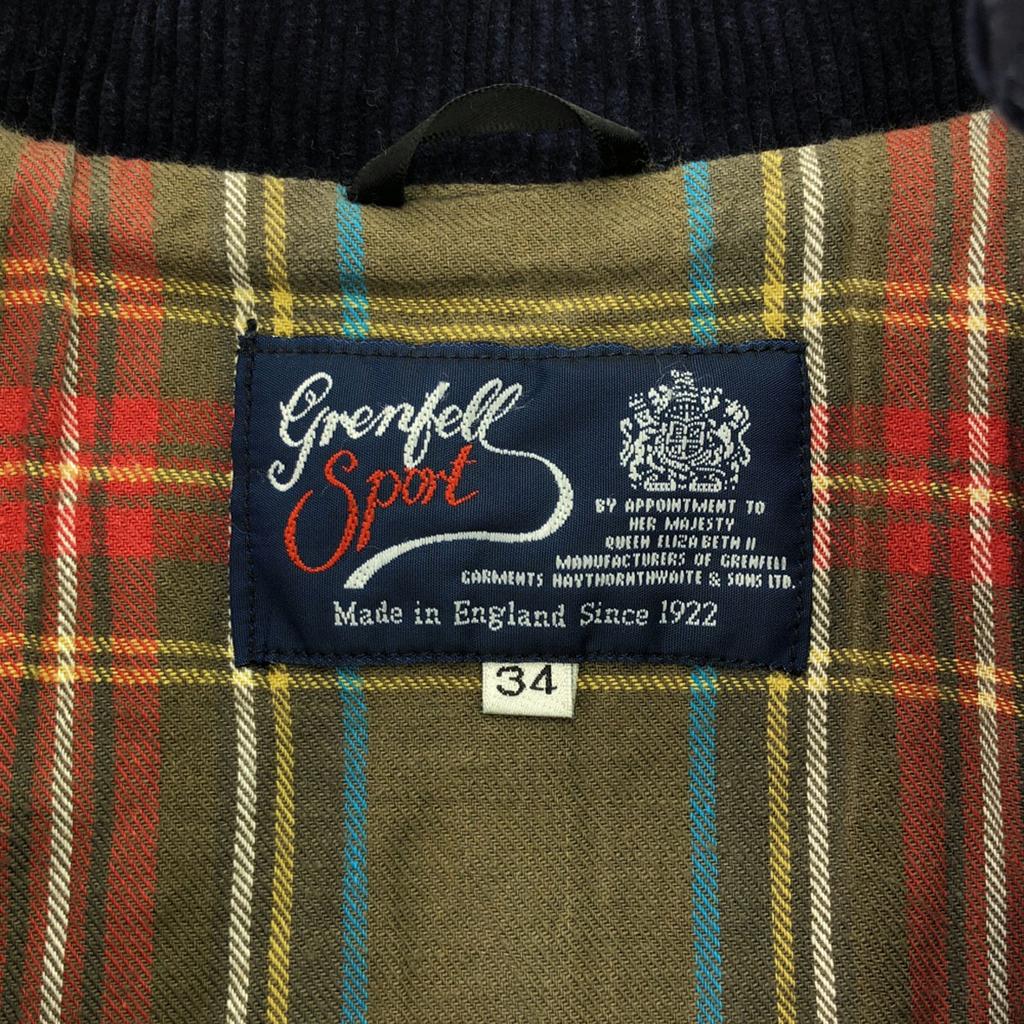 Grenfell
Sport
BY APPOINTMENT TO
HER MAJESTY
QUEEN ELIZABETH II
MANUFACTURERS OF GRENFELL
GARMENTS HAYTHORNTHWAITE & SONS LTD.
Made in England Since 1922
34